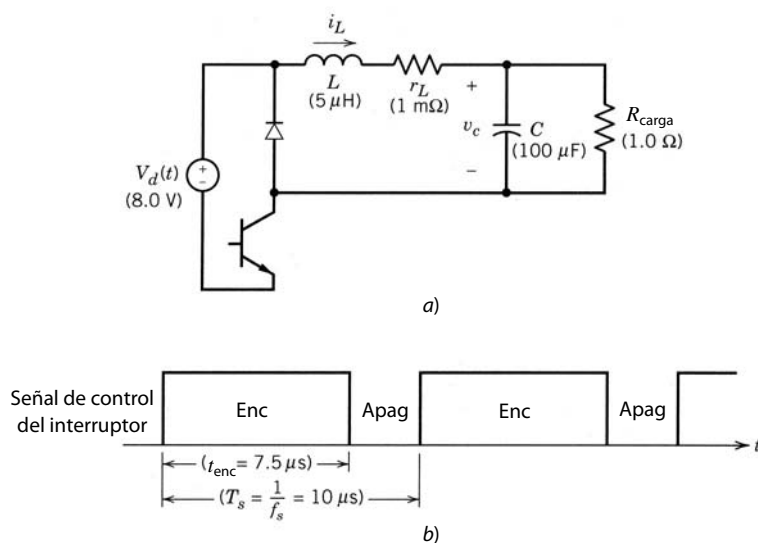 i_L
L
(5 μH)
r_L
(1 mΩ)
+
v_c
−
C
(100 μF)
R_carga
(1.0 Ω)
V_d(t)
(8.0 V)
+
−
a)
Señal de control
del interruptor
Enc
Apag
Enc
Apag
t
(t_enc = 7.5 μs)
(T_s = 1/f_s = 10 μs)
b)